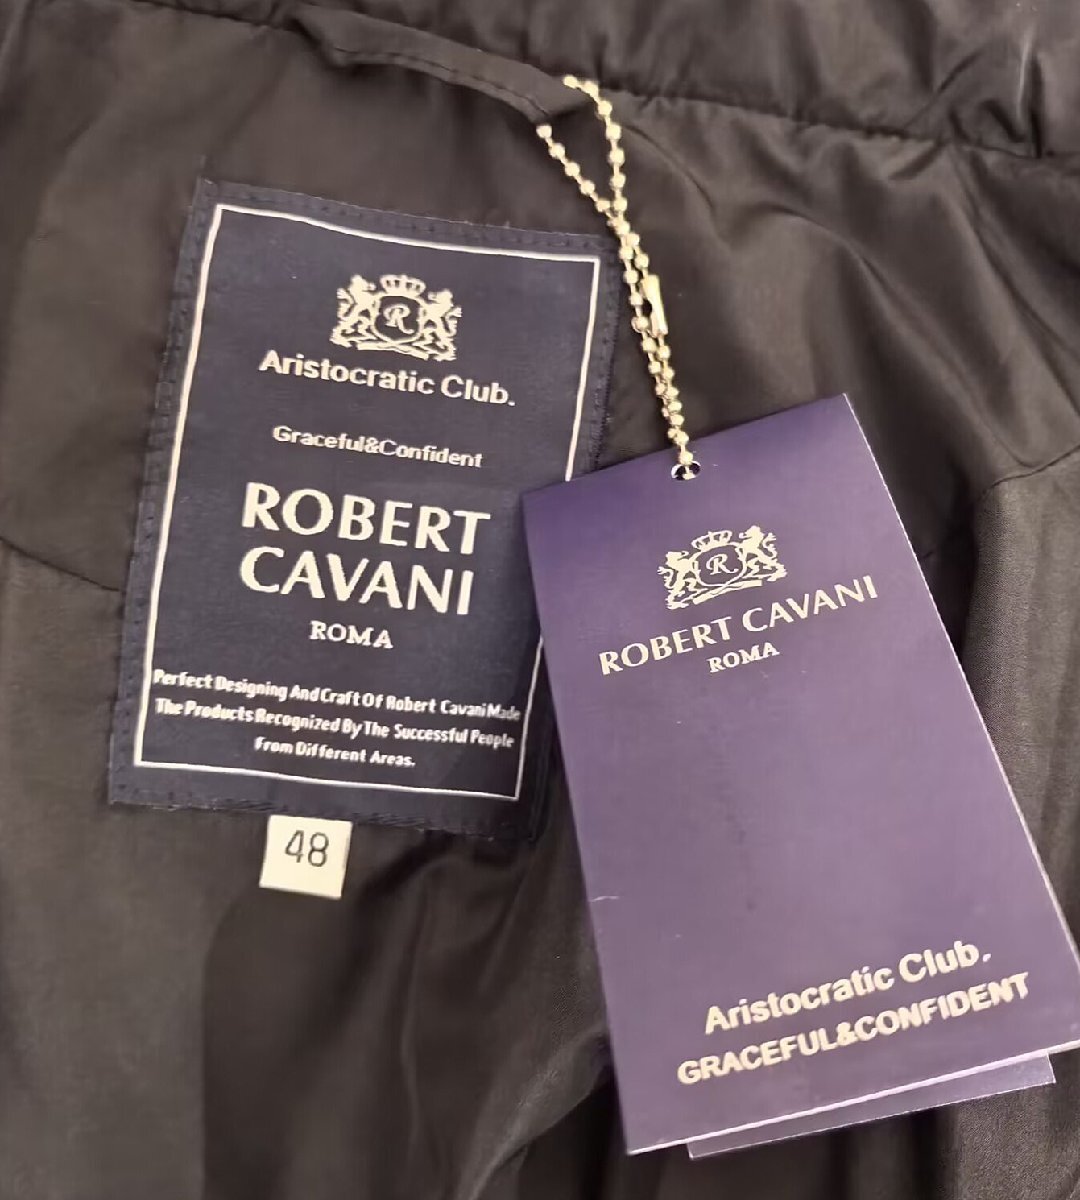 R
Aristocratic Club.
Graceful&Confident
ROBERT
CAVANI
ROMA
Perfect Designing And Craft Of Robert Cavani Made
The Products Recognized By The Successful People
From Different Areas.
48
R
ROBERT CAVANI
ROMA
Aristocratic Club.
GRACEFUL&CONFIDENT